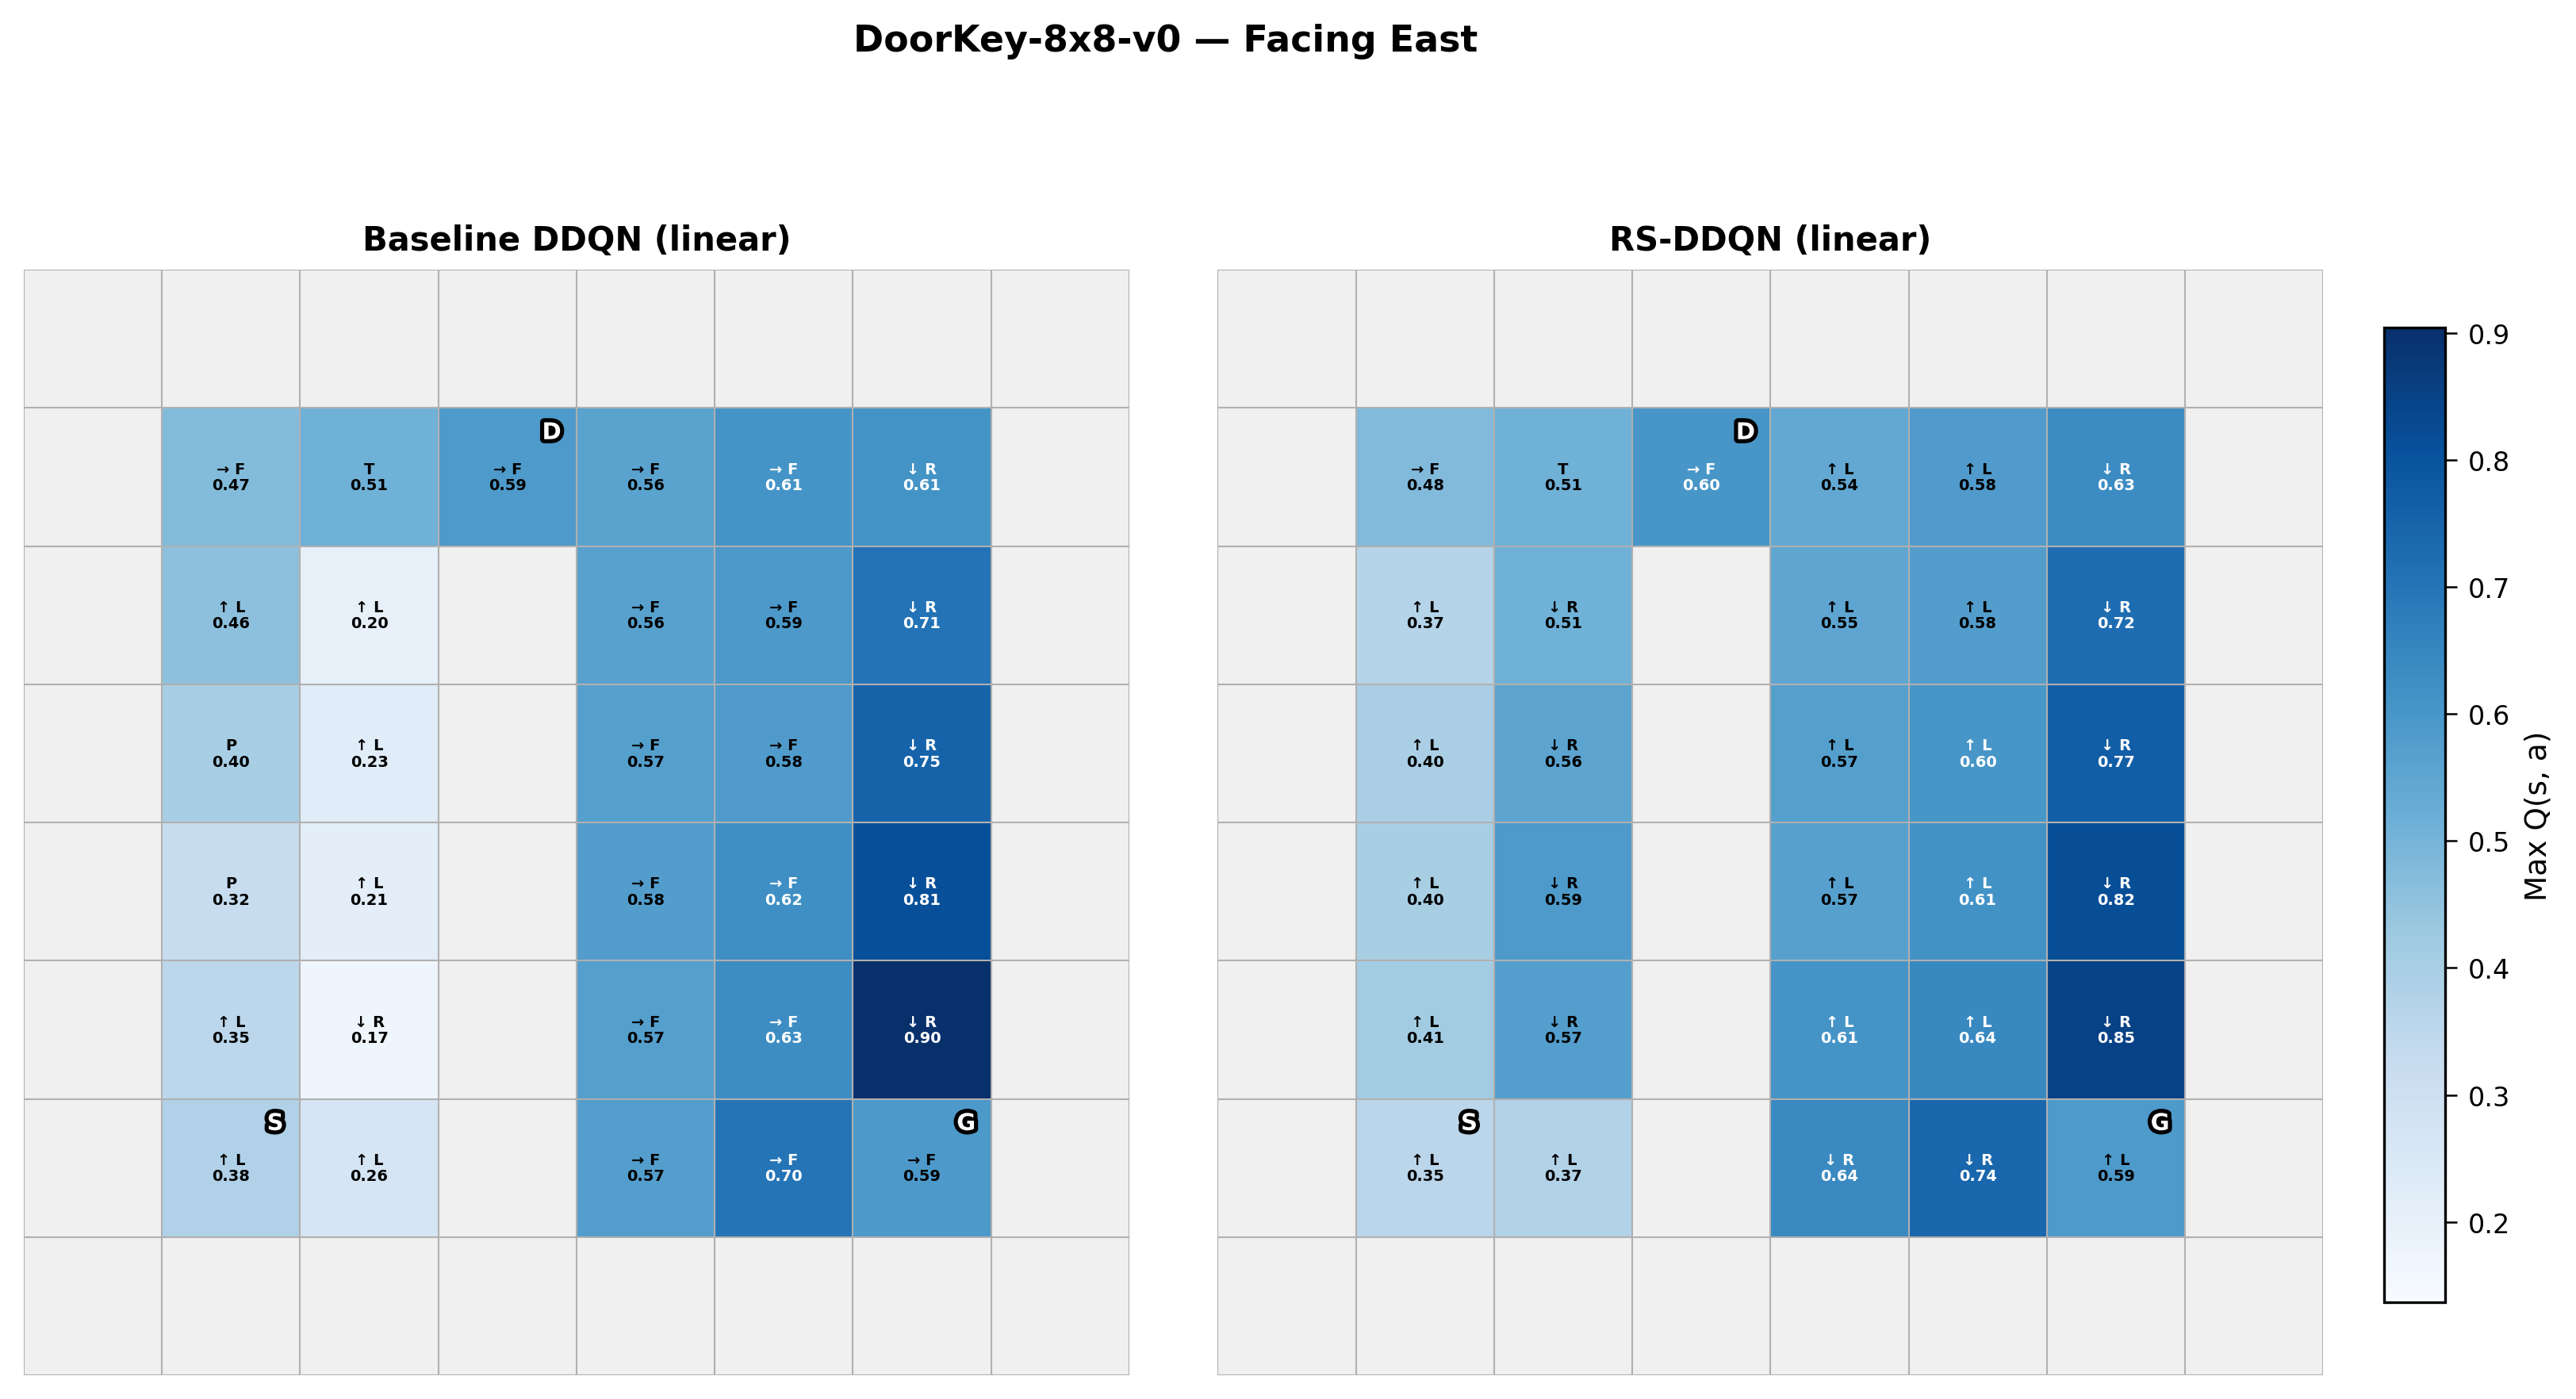 DoorKey-8x8-v0 — Facing East
Baseline DDQN (linear)
D
→ F
0.47
T
0.51
→ F
0.59
→ F
0.56
→ F
0.61
↓ R
0.61
↑ L
0.46
↑ L
0.20
→ F
0.56
→ F
0.59
↓ R
0.71
P
0.40
↑ L
0.23
→ F
0.57
→ F
0.58
↓ R
0.75
P
0.32
↑ L
0.21
→ F
0.58
→ F
0.62
↓ R
0.81
↑ L
0.35
↓ R
0.17
→ F
0.57
→ F
0.63
↓ R
0.90
S
G
↑ L
0.38
↑ L
0.26
→ F
0.57
→ F
0.70
→ F
0.59
RS-DDQN (linear)
D
→ F
0.48
T
0.51
→ F
0.60
↑ L
0.54
↑ L
0.58
↓ R
0.63
↑ L
0.37
↓ R
0.51
↑ L
0.55
↑ L
0.58
↓ R
0.72
↑ L
0.40
↓ R
0.56
↑ L
0.57
↑ L
0.60
↓ R
0.77
↑ L
0.40
↓ R
0.59
↑ L
0.57
↑ L
0.61
↓ R
0.82
↑ L
0.41
↓ R
0.57
↑ L
0.61
↑ L
0.64
↓ R
0.85
S
G
↑ L
0.35
↑ L
0.37
↓ R
0.64
↓ R
0.74
↑ L
0.59
0.9
0.8
0.7
0.6
0.5
0.4
0.3
0.2
Max Q(s, a)